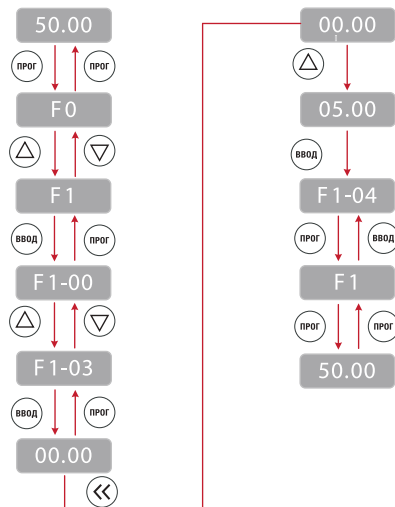 50.00
ПРОГ ПРОГ
F0
F1
ВВОД ПРОГ
F1-00
F1-03
ВВОД ПРОГ
00.00
00.00
05.00
ВВОД
F1-04
ПРОГ ВВОД
F1
ПРОГ ПРОГ
50.00